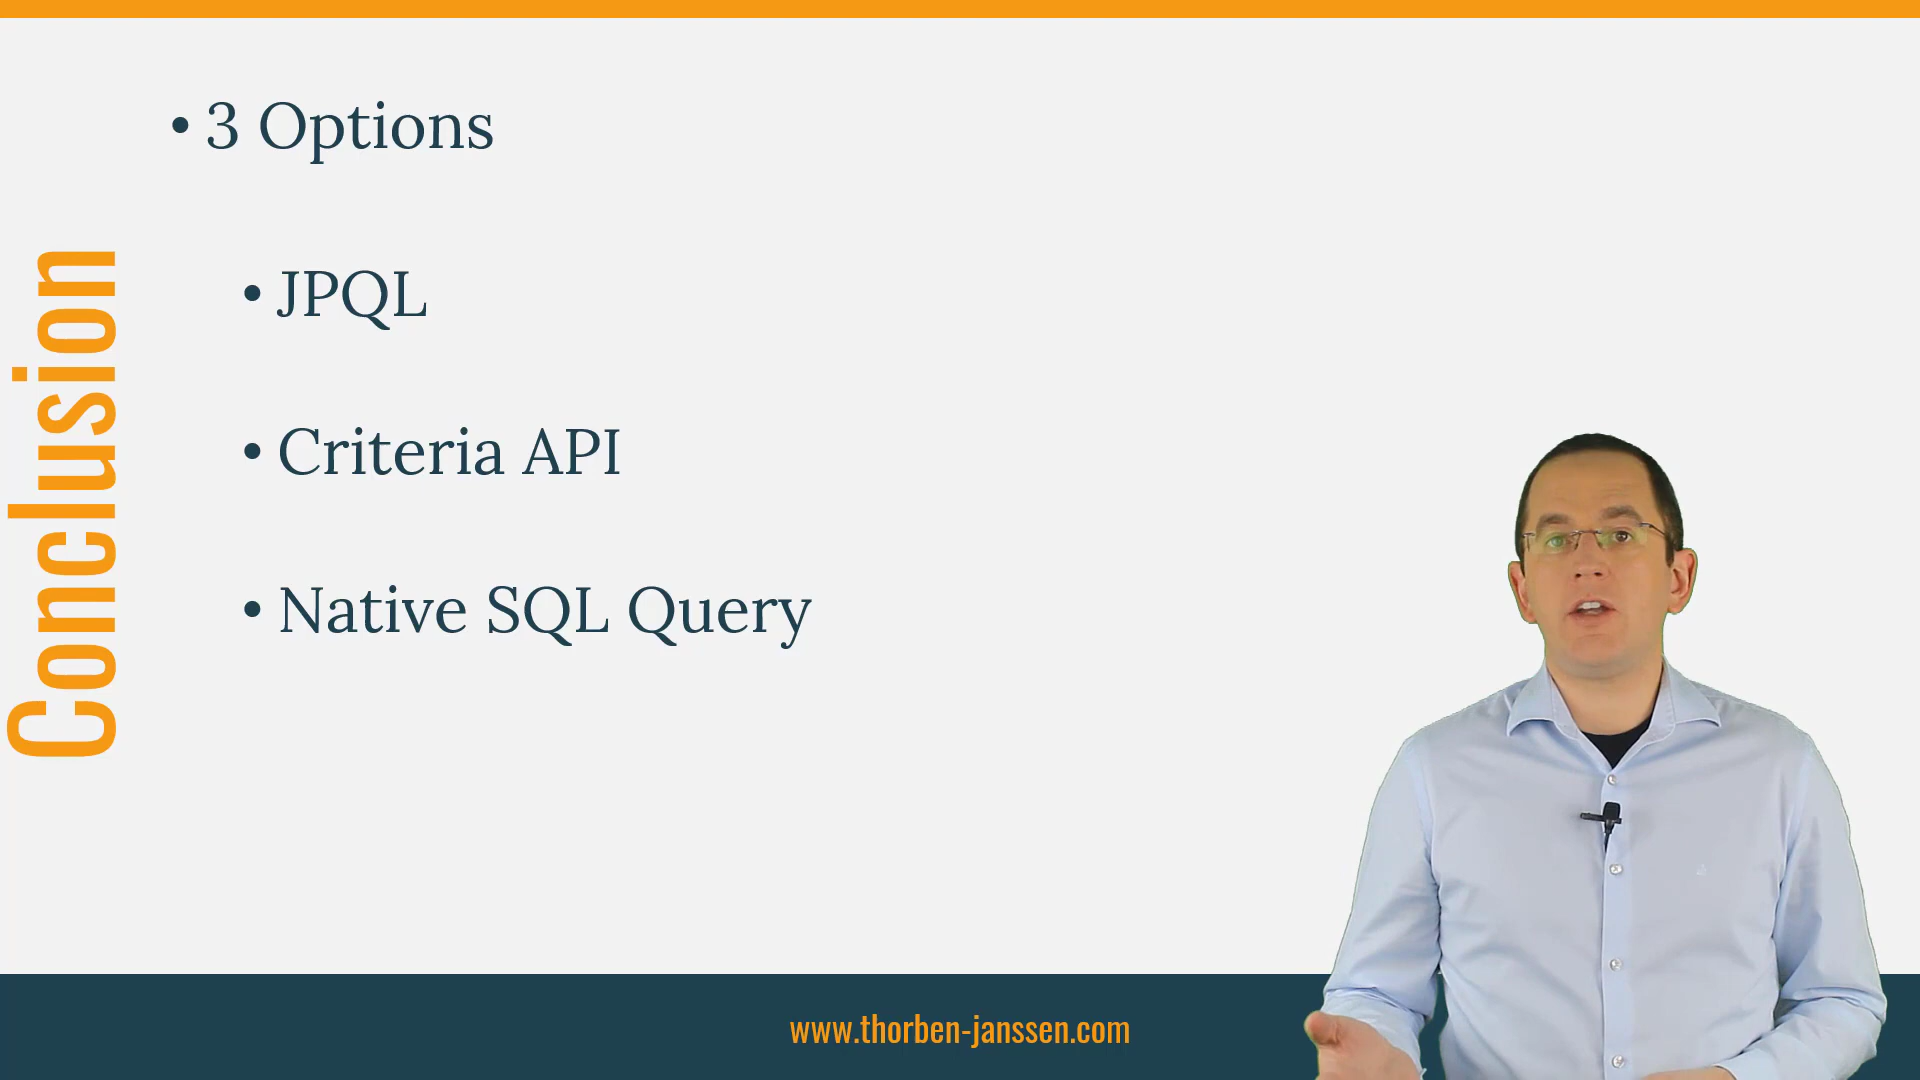 Conclusion
• 3 Options
• JPQL
• Criteria API
• Native SQL Query
www.thorben-janssen.com